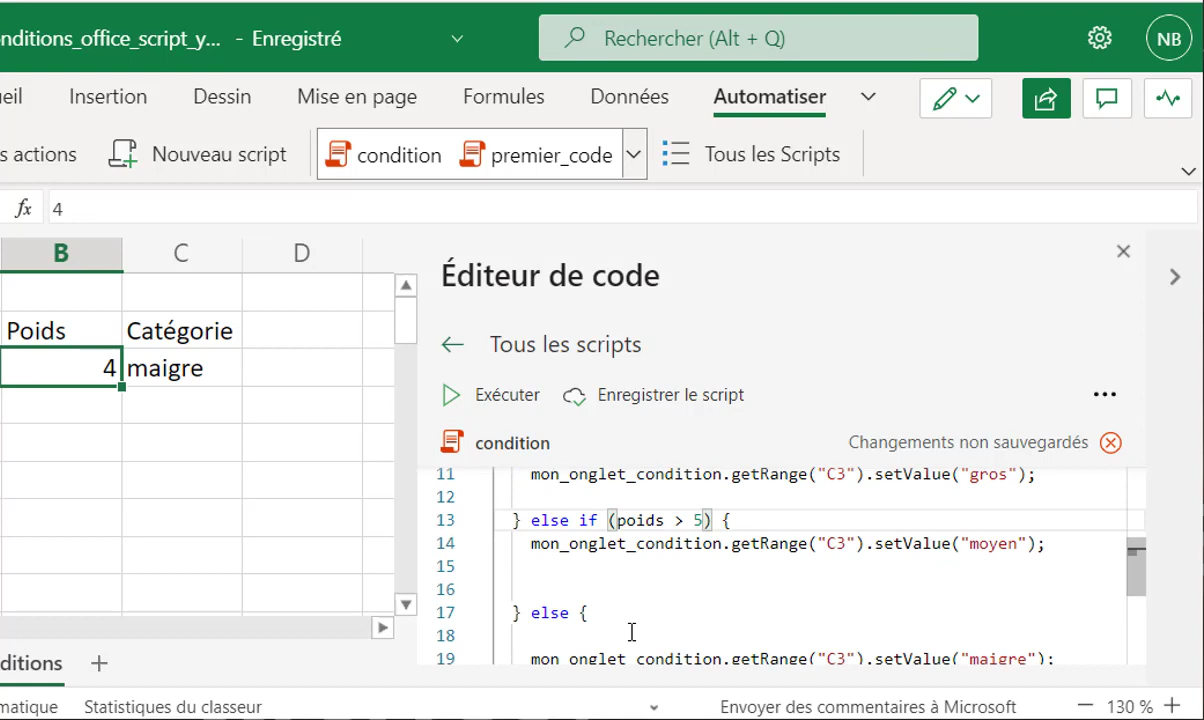 nditions_office_script_y... - Enregistré
Rechercher (Alt + Q)
NB
eil Insertion Dessin Mise en page Formules Données Automatiser
s actions Nouveau script condition premier_code Tous les Scripts
fx 4
B C D
Poids Catégorie
4 maigre
Éditeur de code
Tous les scripts
Exécuter Enregistrer le script ...
condition Changements non sauvegardés
11 mon_onglet_condition.getRange("C3").setValue("gros");
12
13 } else if (poids > 5) {
14 mon_onglet_condition.getRange("C3").setValue("moyen");
15
16
17 } else {
18
19 mon_onglet_condition.getRange("C3").setValue("maigre");
ditions +
matique Statistiques du classeur Envoyer des commentaires à Microsoft — 130 % +